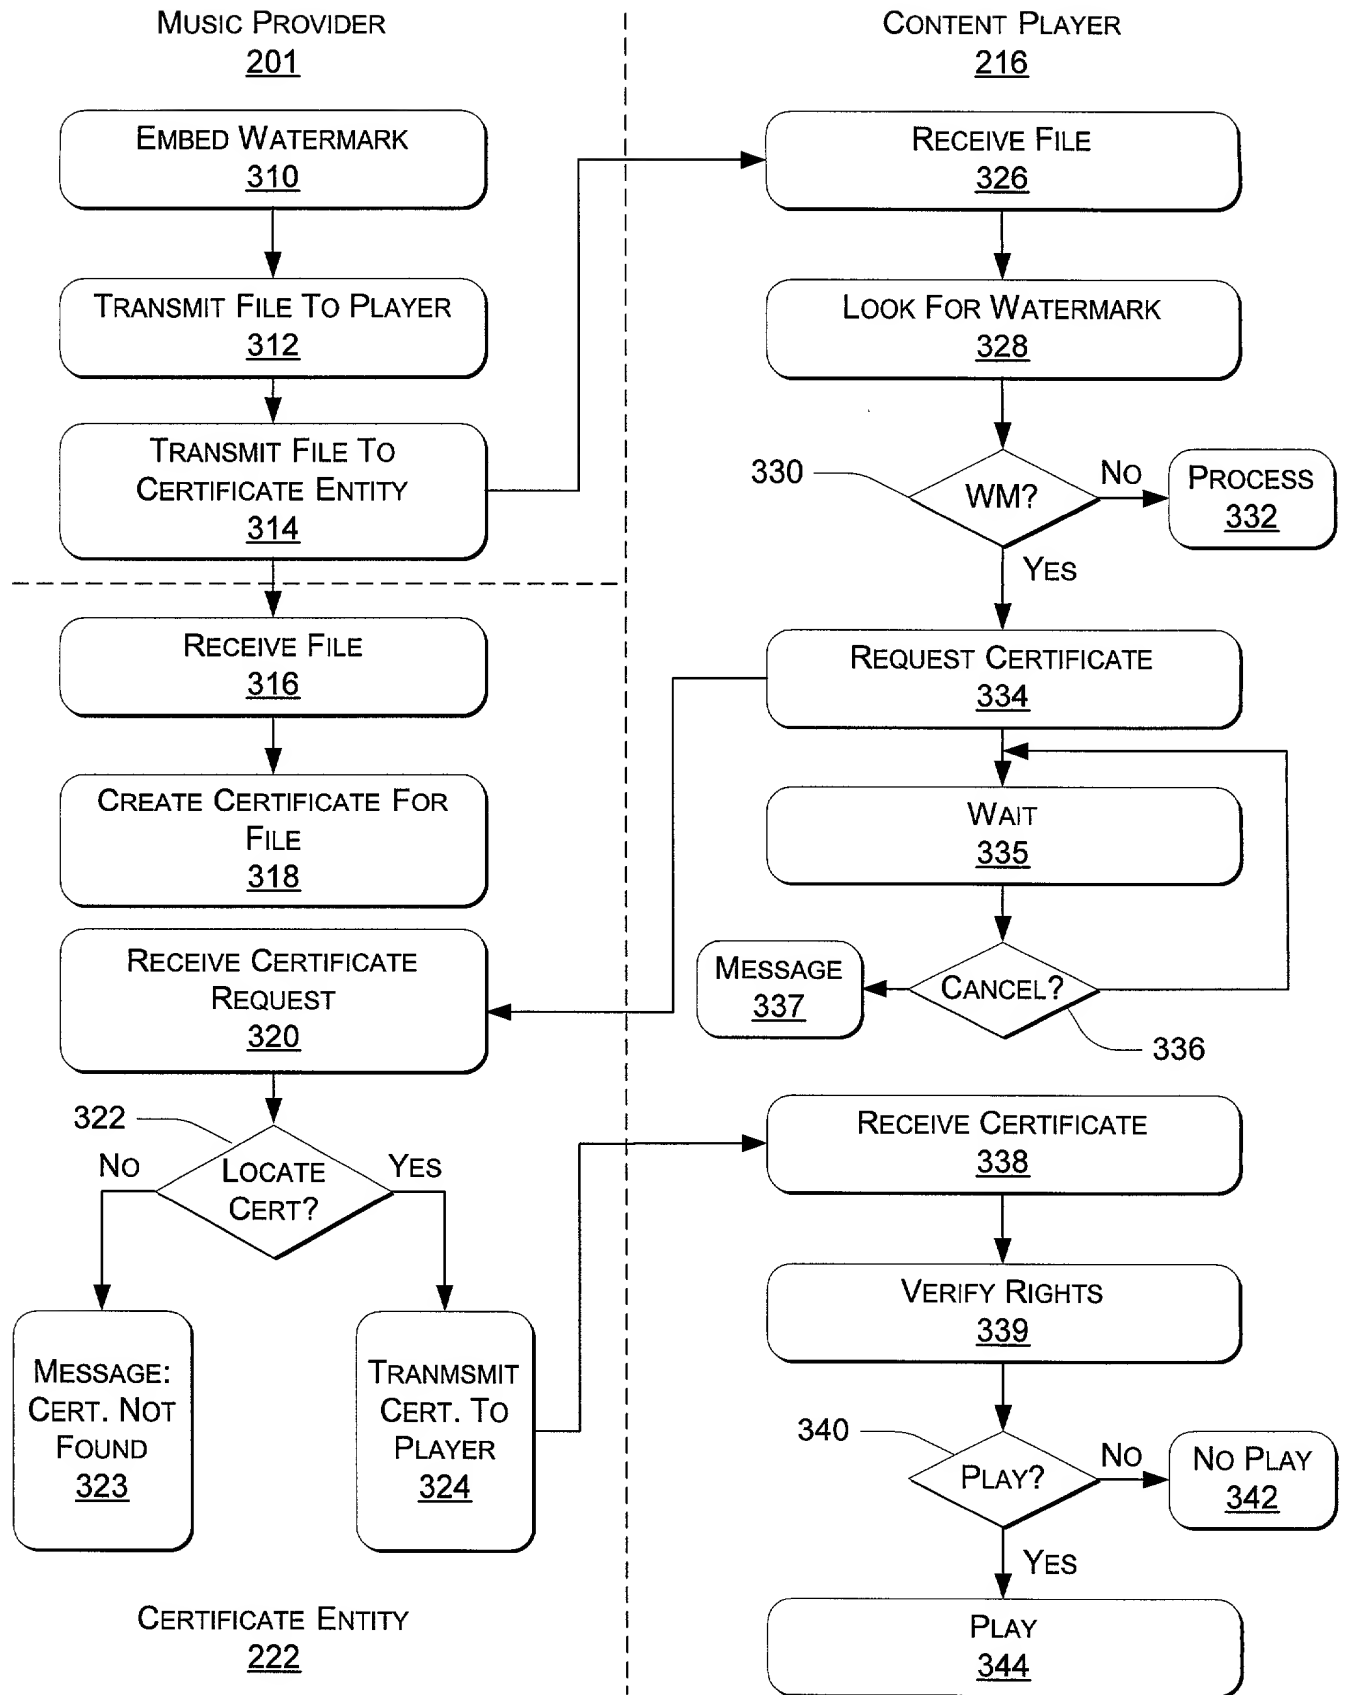 MUSIC PROVIDER
201
EMBED WATERMARK
310
TRANSMIT FILE TO PLAYER
312
TRANSMIT FILE TO
CERTIFICATE ENTITY
314
RECEIVE FILE
316
CREATE CERTIFICATE FOR
FILE
318
RECEIVE CERTIFICATE
REQUEST
320
322
NO
LOCATE
CERT?
YES
MESSAGE:
CERT. NOT
FOUND
323
TRANMSMIT
CERT. TO
PLAYER
324
CERTIFICATE ENTITY
222
CONTENT PLAYER
216
RECEIVE FILE
326
LOOK FOR WATERMARK
328
330
WM?
NO
PROCESS
332
YES
REQUEST CERTIFICATE
334
WAIT
335
MESSAGE
337
CANCEL?
336
RECEIVE CERTIFICATE
338
VERIFY RIGHTS
339
340
PLAY?
NO
NO PLAY
342
YES
PLAY
344